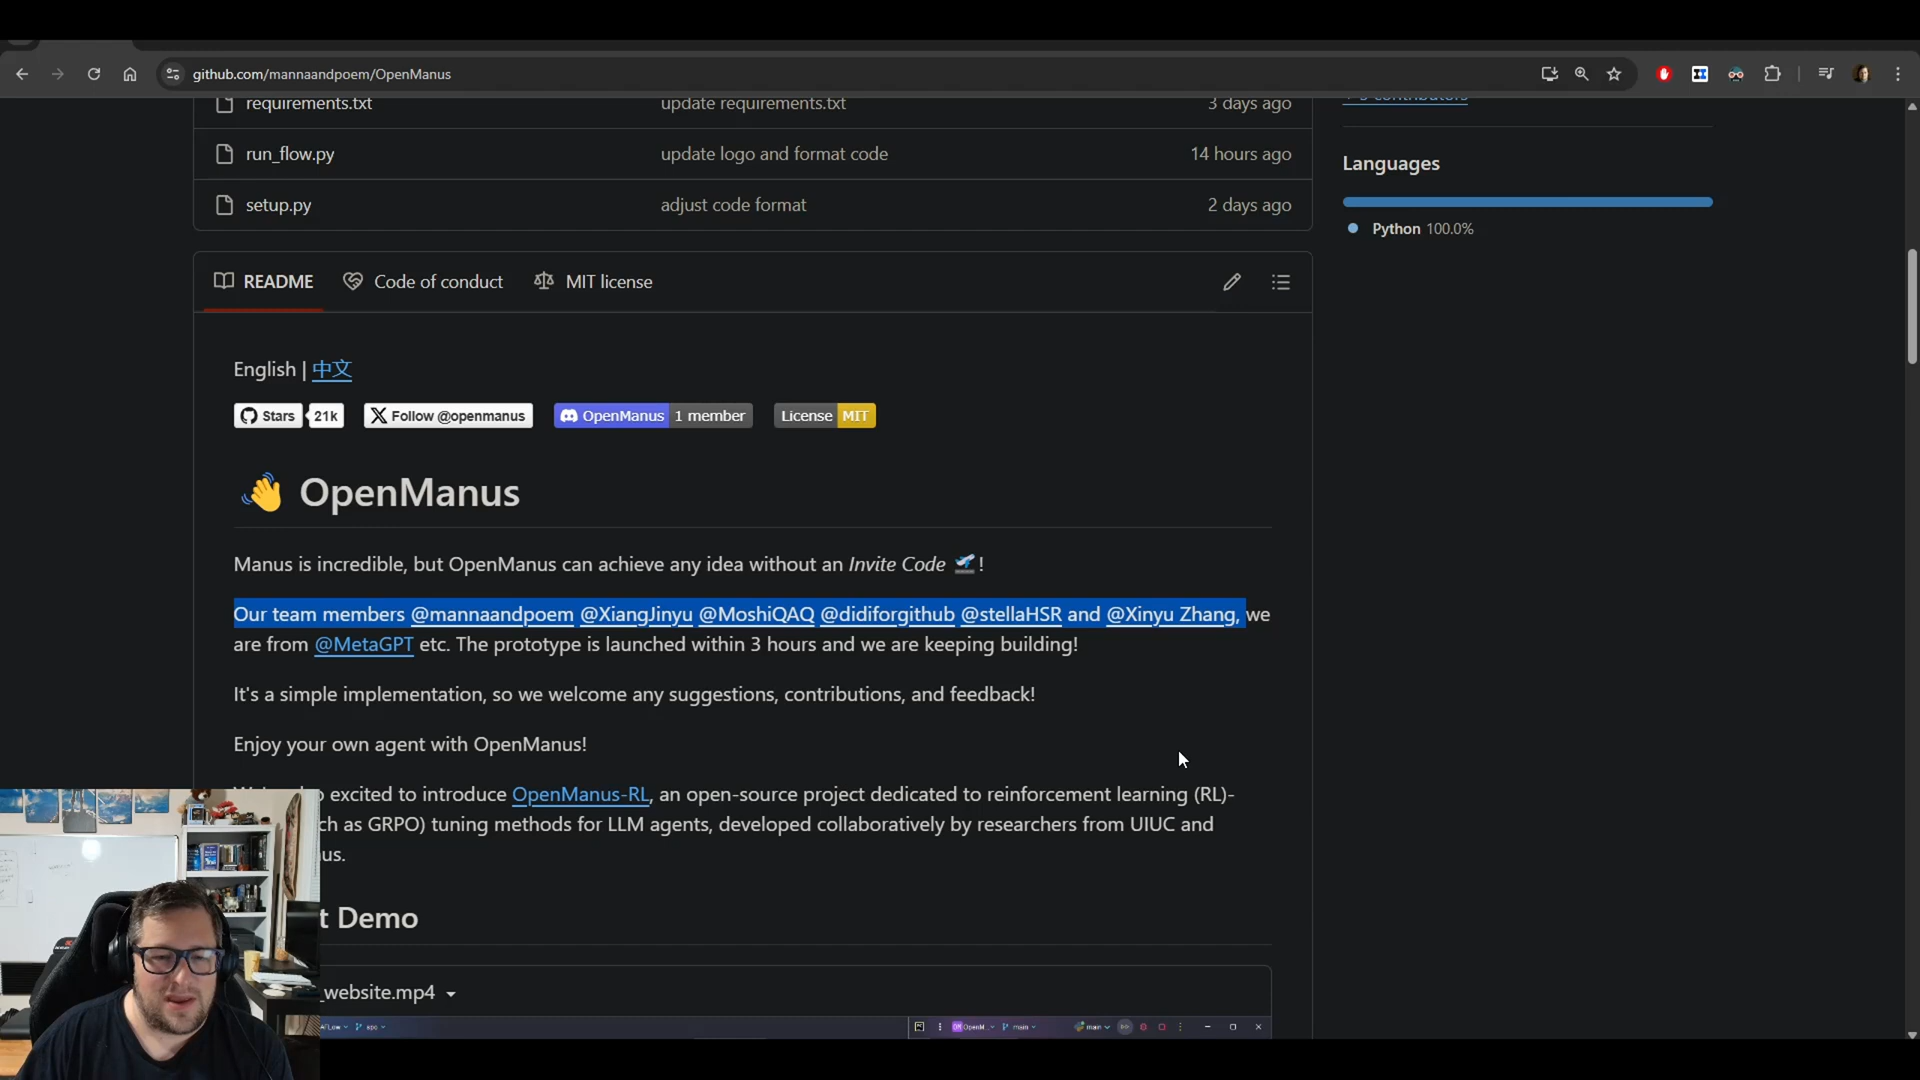 github.com/mannaandpoem/OpenManus
requirements.txt update requirements.txt 3 days ago
run_flow.py update logo and format code 14 hours ago
setup.py adjust code format 2 days ago
contributors
Languages
Python 100.0%
README Code of conduct MIT license
English | 中文
Stars 21k Follow @openmanus OpenManus 1 member License MIT
👋 OpenManus
Manus is incredible, but OpenManus can achieve any idea without an Invite Code 🛫!
Our team members @mannaandpoem @XiangJinyu @MoshiQAQ @didiforgithub @stellaHSR and @Xinyu Zhang, we
are from @MetaGPT etc. The prototype is launched within 3 hours and we are keeping building!
It's a simple implementation, so we welcome any suggestions, contributions, and feedback!
Enjoy your own agent with OpenManus!
excited to introduce OpenManus-RL, an open-source project dedicated to reinforcement learning (RL)-
ch as GRPO) tuning methods for LLM agents, developed collaboratively by researchers from UIUC and
us.
t Demo
_website.mp4
AFLow spo OpenM... main main